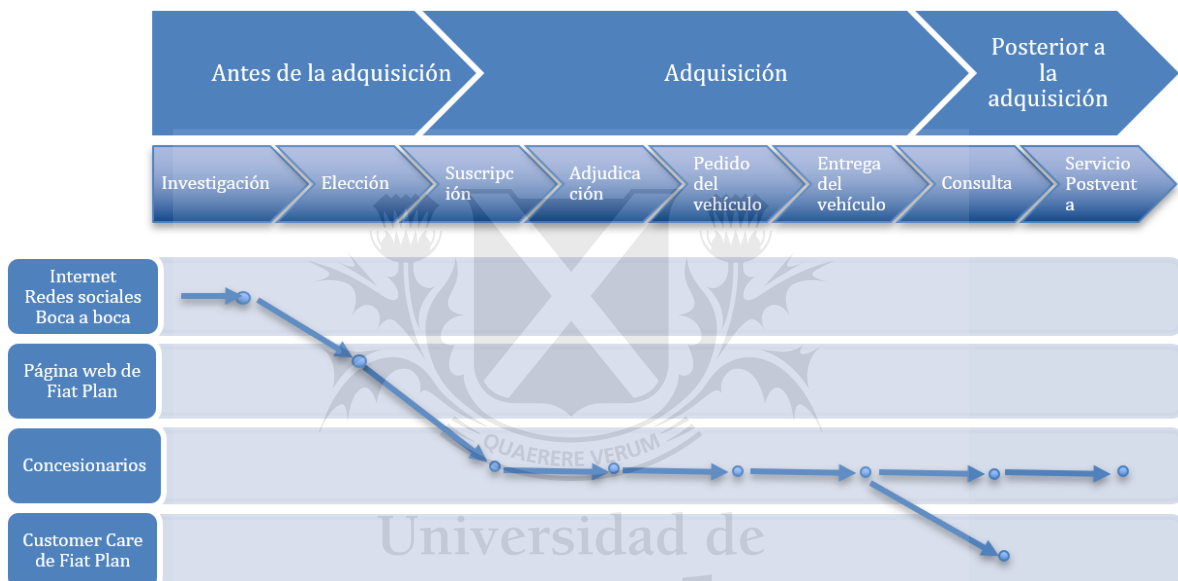 Antes de la adquisición
Adquisición
Posterior a
la
adquisición
Investigación
Elección
Suscripc
ión
Adjudica
ción
Pedido
del
vehículo
Entrega
del
vehículo
Consulta
Servicio
Postvent
a
Internet
Redes sociales
Boca a boca
Página web de
Fiat Plan
Concesionarios
Customer Care
de Fiat Plan
QUAERERE VERUM
Universidad de